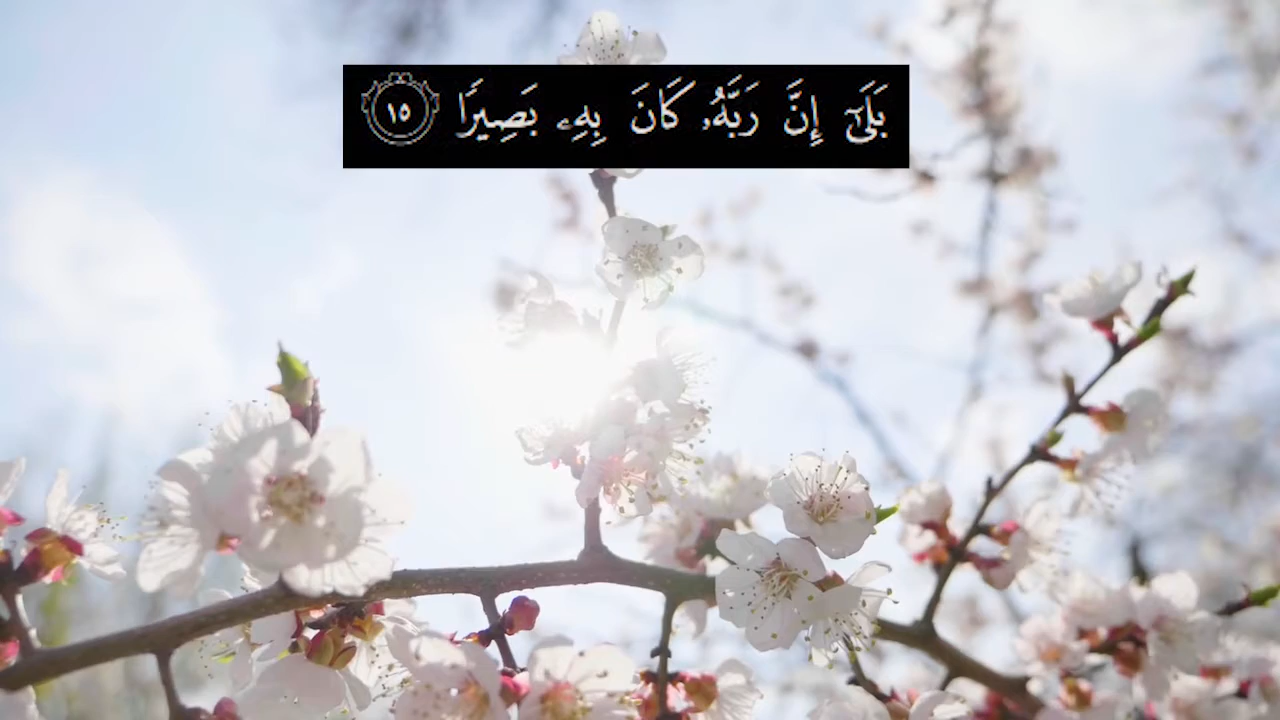 بَلَىٰٓ إِنَّ رَبَّهُۥ كَانَ بِهِۦ بَصِيرًا ١٥